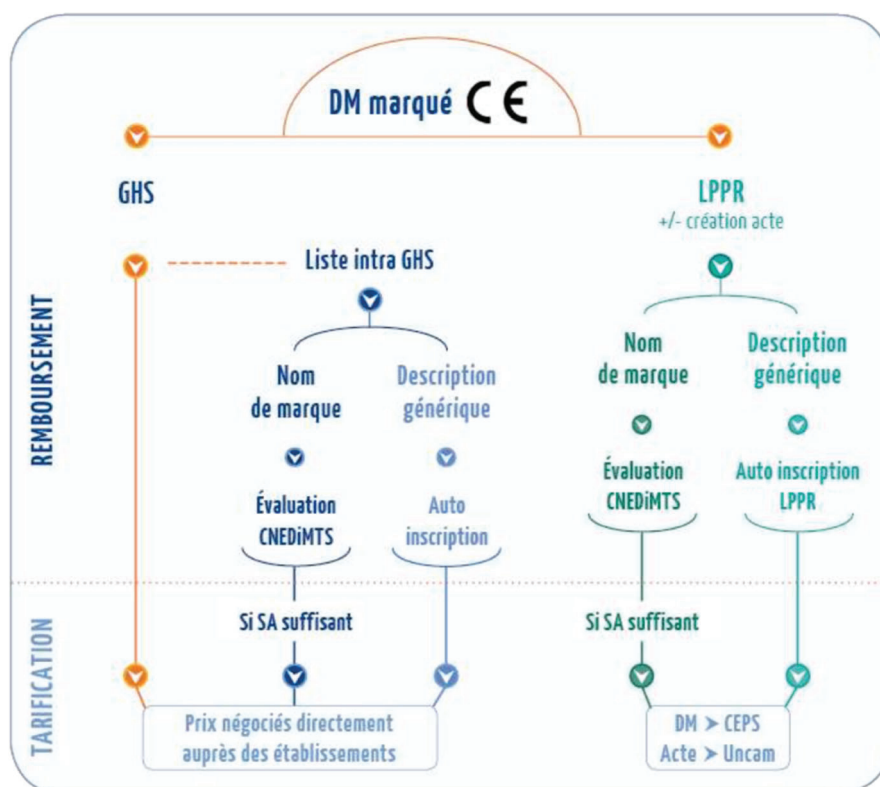 DM marqué CE
GHS
LPPR
+/- création acte
Liste intra GHS
REMBOURSEMENT
Nom
de marque
Description
générique
Nom
de marque
Description
générique
Évaluation
CNEDiMTS
Auto
inscription
Évaluation
CNEDiMTS
Auto inscription
LPPR
TARIFICATION
Si SA suffisant
Si SA suffisant
Prix négociés directement
auprès des établissements
DM ➤ CEPS
Acte ➤ Uncam